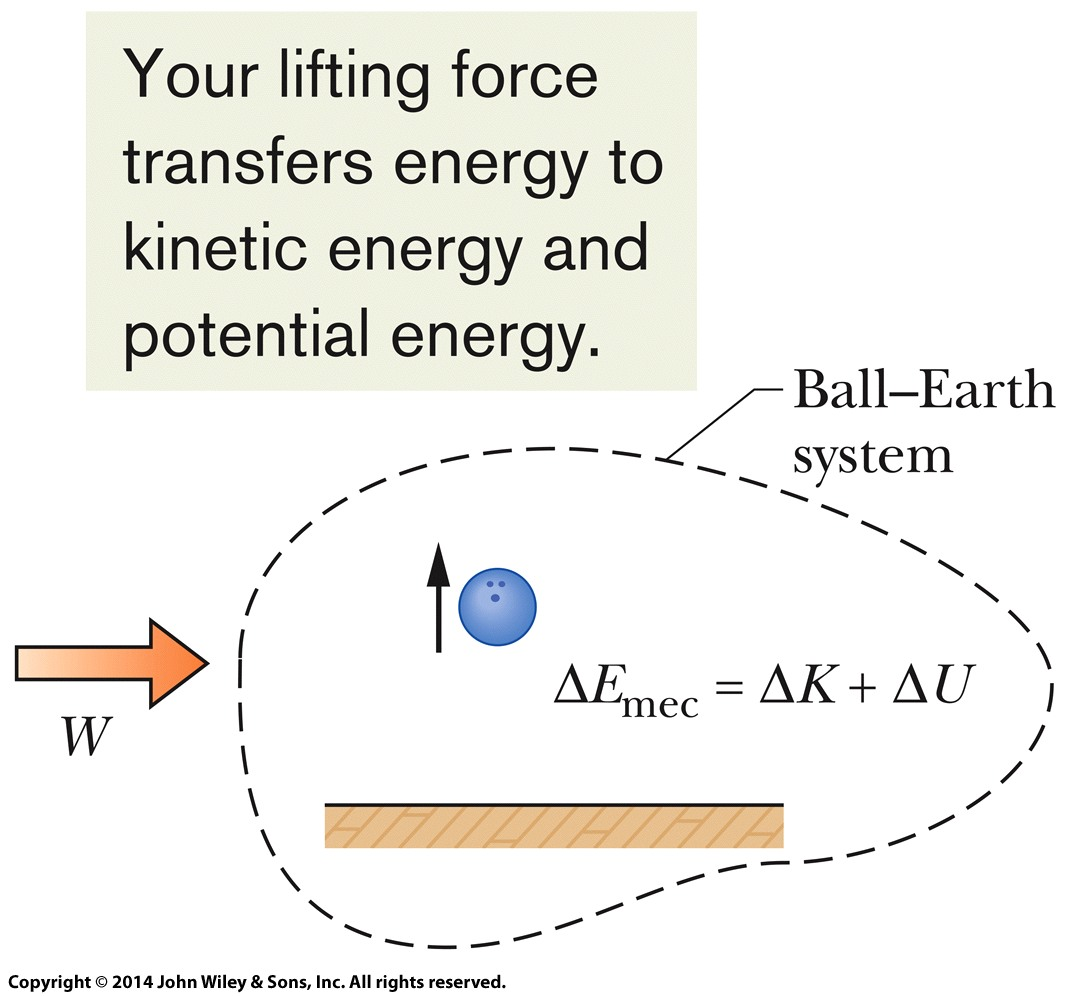 Your lifting force
transfers energy to
kinetic energy and
potential energy.
Ball–Earth
system
W
ΔE_mec = ΔK + ΔU
Copyright © 2014 John Wiley & Sons, Inc. All rights reserved.